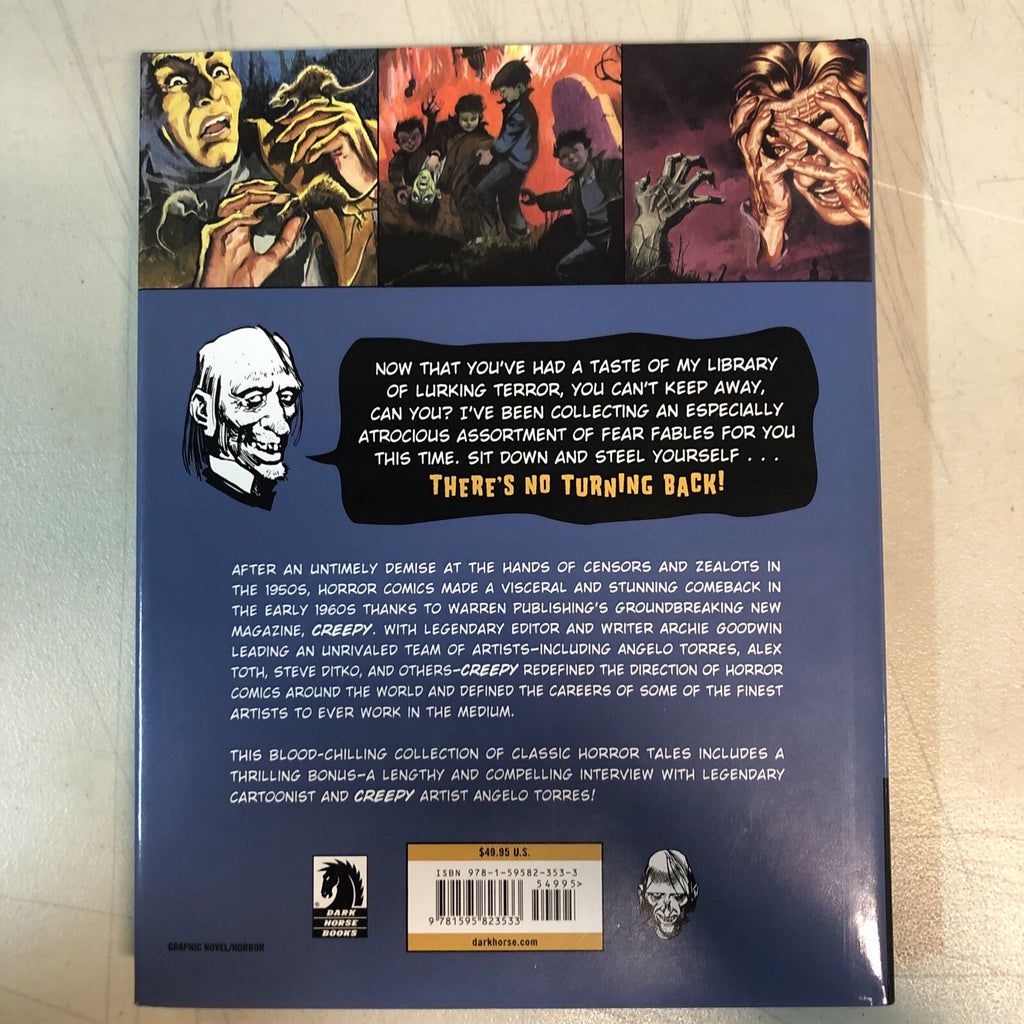 NOW THAT YOU'VE HAD A TASTE OF MY LIBRARY
OF LURKING TERROR, YOU CAN'T KEEP AWAY,
CAN YOU? I'VE BEEN COLLECTING AN ESPECIALLY
ATROCIOUS ASSORTMENT OF FEAR FABLES FOR YOU
THIS TIME. SIT DOWN AND STEEL YOURSELF . . .
THERE'S NO TURNING BACK!
AFTER AN UNTIMELY DEMISE AT THE HANDS OF CENSORS AND ZEALOTS IN
THE 1950S, HORROR COMICS MADE A VISCERAL AND STUNNING COMEBACK IN
THE EARLY 1960S THANKS TO WARREN PUBLISHING'S GROUNDBREAKING NEW
MAGAZINE, CREEPY. WITH LEGENDARY EDITOR AND WRITER ARCHIE GOODWIN
LEADING AN UNRIVALED TEAM OF ARTISTS—INCLUDING ANGELO TORRES, ALEX
TOTH, STEVE DITKO, AND OTHERS—CREEPY REDEFINED THE DIRECTION OF HORROR
COMICS AROUND THE WORLD AND DEFINED THE CAREERS OF SOME OF THE FINEST
ARTISTS TO EVER WORK IN THE MEDIUM.
THIS BLOOD-CHILLING COLLECTION OF CLASSIC HORROR TALES INCLUDES A
THRILLING BONUS—A LENGTHY AND COMPELLING INTERVIEW WITH LEGENDARY
CARTOONIST AND CREEPY ARTIST ANGELO TORRES!
$49.95 U.S.
ISBN 978-1-59582-353-3
54995>
9781595823533
darkhorse.com
DARK
HORSE
BOOKS
GRAPHIC NOVEL/HORROR